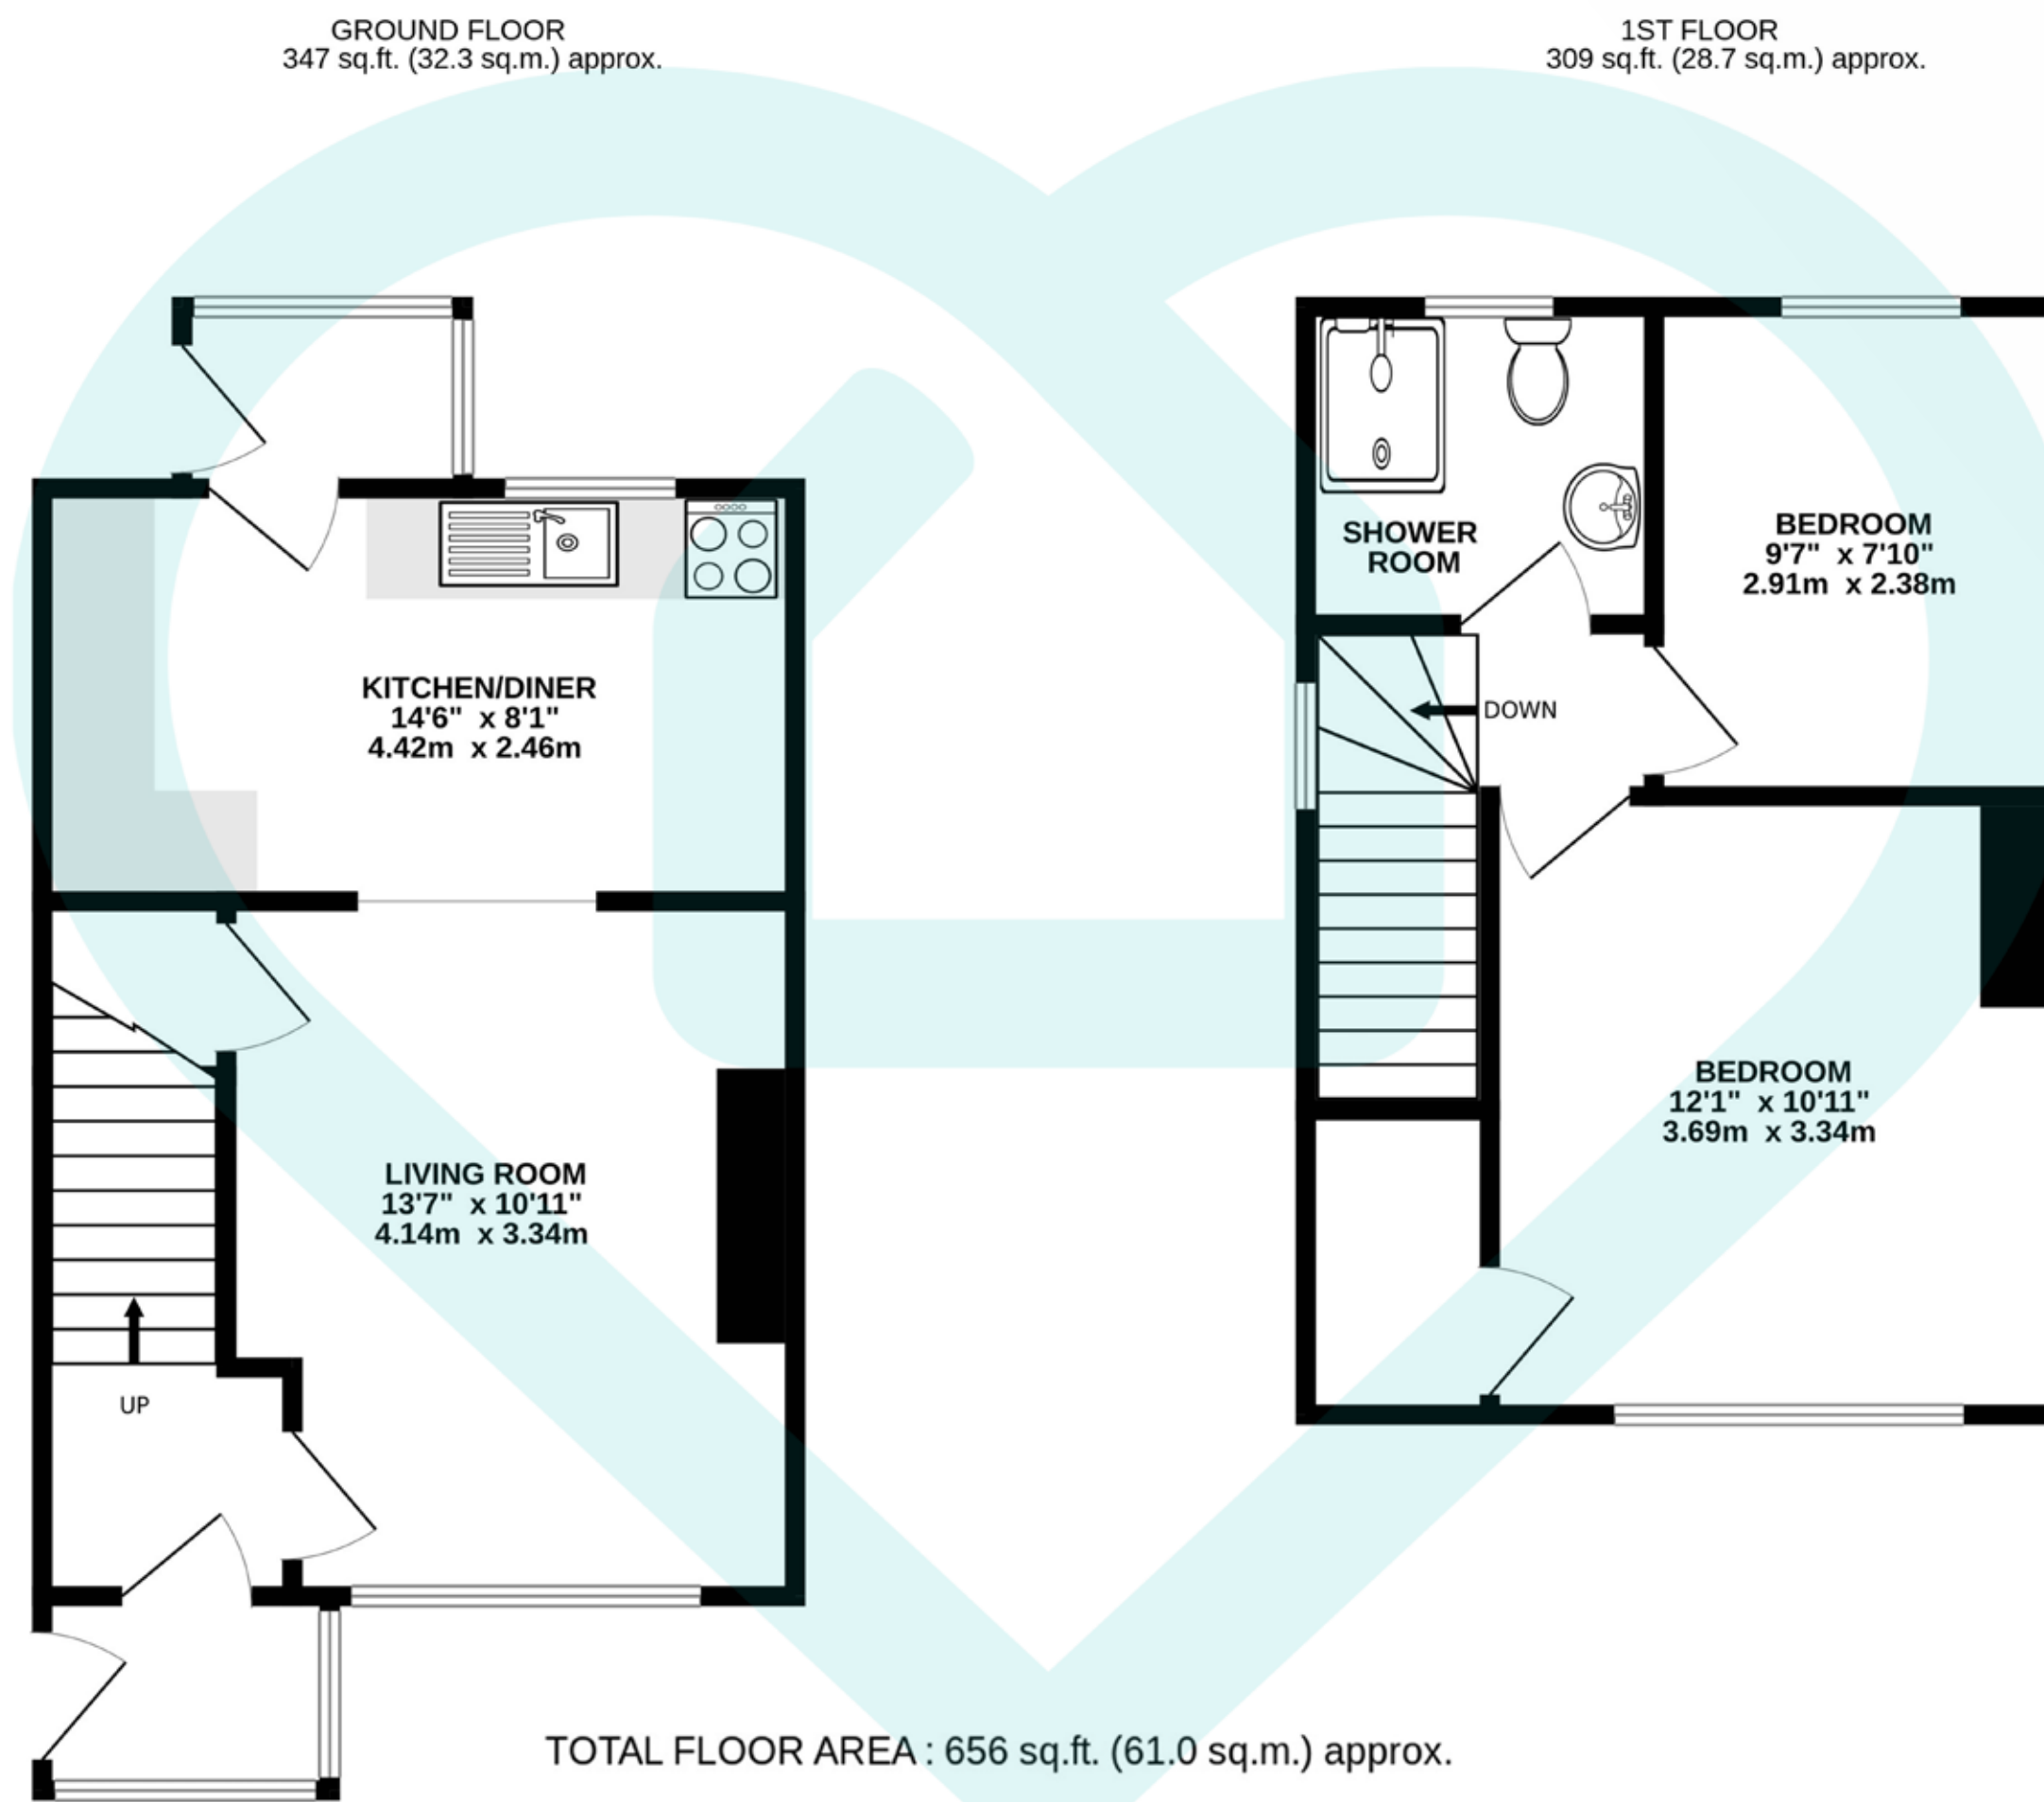 GROUND FLOOR
347 sq.ft. (32.3 sq.m.) approx.
1ST FLOOR
309 sq.ft. (28.7 sq.m.) approx.
KITCHEN/DINER
14'6" x 8'1"
4.42m x 2.46m
LIVING ROOM
13'7" x 10'11"
4.14m x 3.34m
UP
SHOWER
ROOM
BEDROOM
9'7" x 7'10"
2.91m x 2.38m
DOWN
BEDROOM
12'1" x 10'11"
3.69m x 3.34m
TOTAL FLOOR AREA : 656 sq.ft. (61.0 sq.m.) approx.